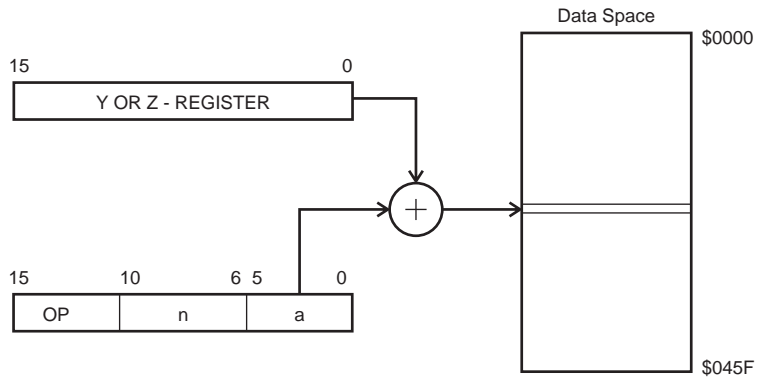 Data Space
$0000
15 0
Y OR Z - REGISTER
15 10 6 5 0
OP n a
$045F